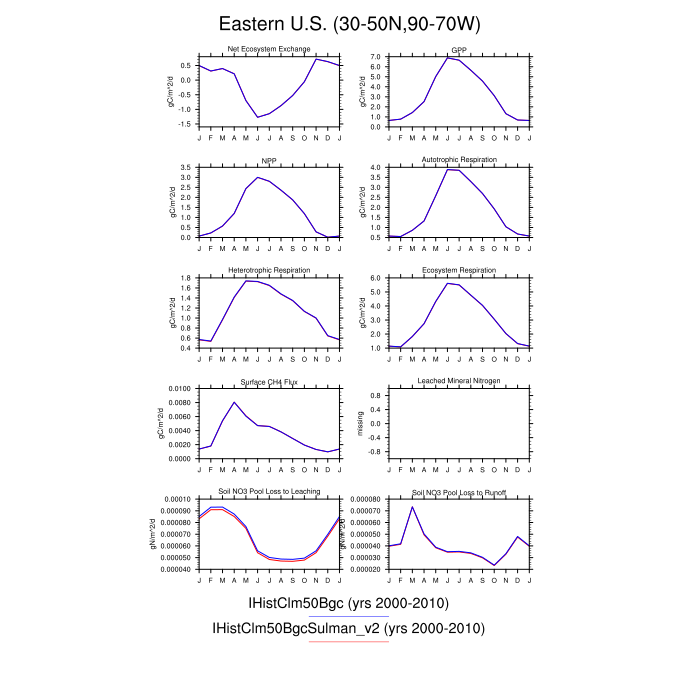 Eastern U.S. (30-50N,90-70W)
Net Ecosystem Exchange
gC/m^2/d
0.5
0.0
-0.5
-1.0
-1.5
J F M A M J J A S O N D J
GPP
gC/m^2/d
7.0
6.0
5.0
4.0
3.0
2.0
1.0
0.0
J F M A M J J A S O N D J
NPP
gC/m^2/d
3.5
3.0
2.5
2.0
1.5
1.0
0.5
0.0
J F M A M J J A S O N D J
Autotrophic Respiration
gC/m^2/d
4.0
3.5
3.0
2.5
2.0
1.5
1.0
0.5
J F M A M J J A S O N D J
Heterotrophic Respiration
gC/m^2/d
1.8
1.6
1.4
1.2
1.0
0.8
0.6
0.4
J F M A M J J A S O N D J
Ecosystem Respiration
gC/m^2/d
6.0
5.0
4.0
3.0
2.0
1.0
J F M A M J J A S O N D J
Surface CH4 Flux
gC/m^2/d
0.0100
0.0080
0.0060
0.0040
0.0020
0.0000
J F M A M J J A S O N D J
Leached Mineral Nitrogen
missing
0.8
0.4
-0.0
-0.4
-0.8
J F M A M J J A S O N D J
Soil NO3 Pool Loss to Leaching
gN/m^2/d
0.00010
0.000090
0.000080
0.000070
0.000060
0.000050
0.000040
J F M A M J J A S O N D J
Soil NO3 Pool Loss to Runoff
gN/m^2/d
0.000080
0.000070
0.000060
0.000050
0.000040
0.000030
0.000020
J F M A M J J A S O N D J
IHistClm50Bgc (yrs 2000-2010)
IHistClm50BgcSulman_v2 (yrs 2000-2010)